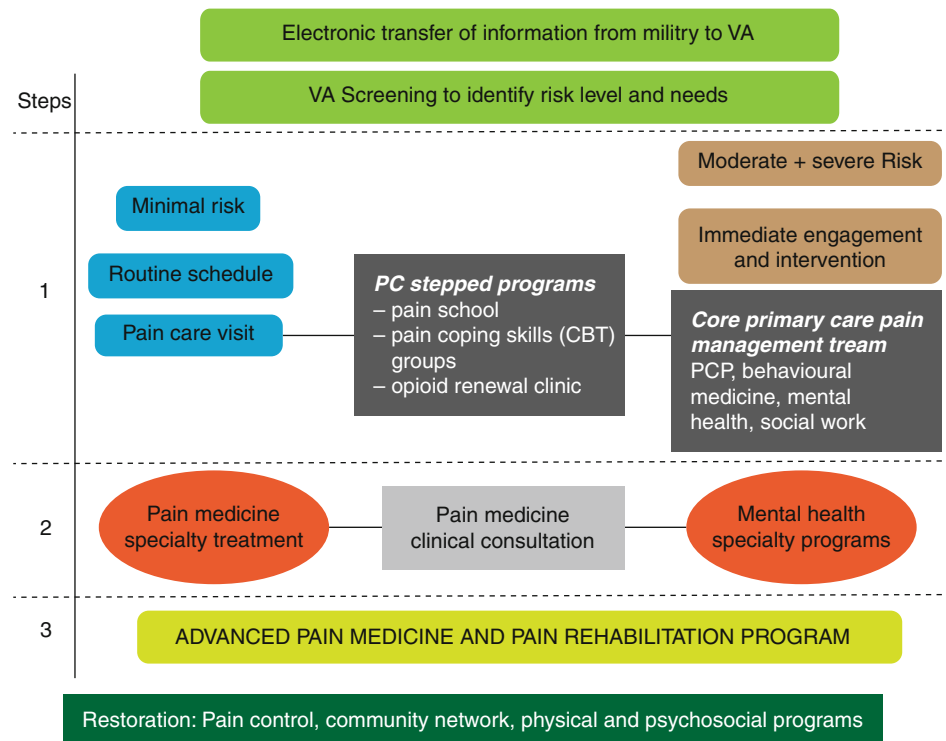 Electronic transfer of information from militry to VA
Steps
VA Screening to identify risk level and needs
1
Minimal risk
Routine schedule
Pain care visit
PC stepped programs
– pain school
– pain coping skills (CBT)
groups
– opioid renewal clinic
Moderate + severe Risk
Immediate engagement
and intervention
Core primary care pain
management tream
PCP, behavioural
medicine, mental
health, social work
2
Pain medicine
specialty treatment
Pain medicine
clinical consultation
Mental health
specialty programs
3
ADVANCED PAIN MEDICINE AND PAIN REHABILITATION PROGRAM
Restoration: Pain control, community network, physical and psychosocial programs